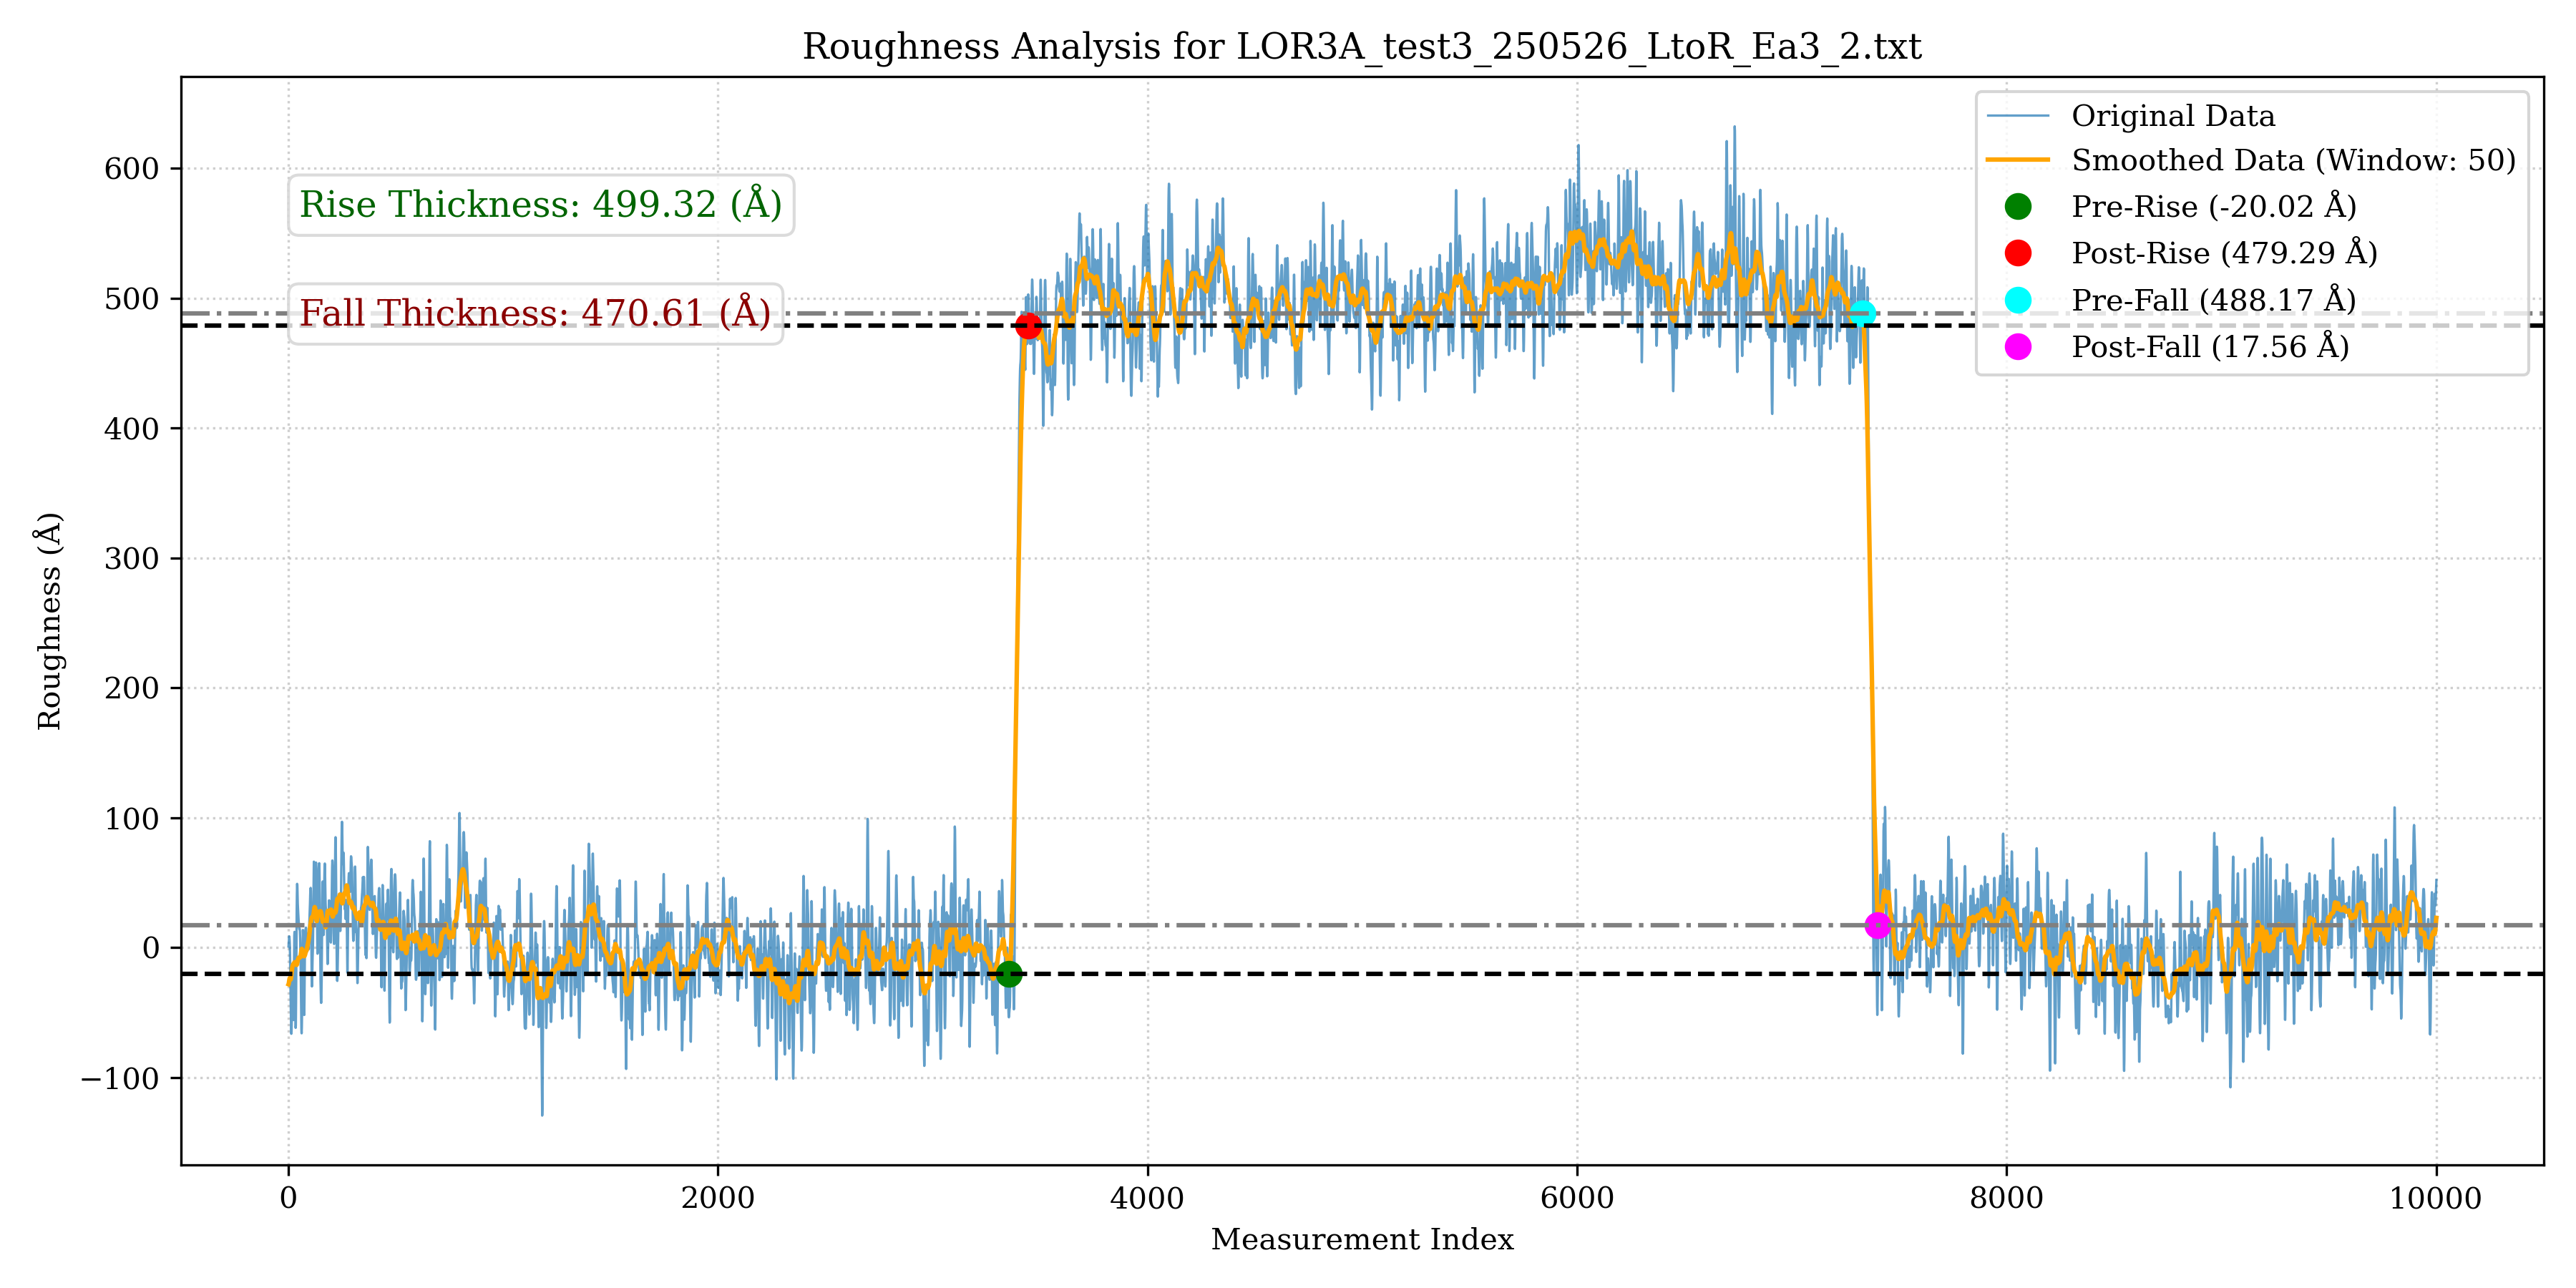 Roughness Analysis for LOR3A_test3_250526_LtoR_Ea3_2.txt
Original Data
Smoothed Data (Window: 50)
Pre-Rise (-20.02 Å)
Post-Rise (479.29 Å)
Pre-Fall (488.17 Å)
Post-Fall (17.56 Å)
Rise Thickness: 499.32 (Å)
Fall Thickness: 470.61 (Å)
Roughness (Å)
600
500
400
300
200
100
0
−100
0 2000 4000 6000 8000 10000
Measurement Index